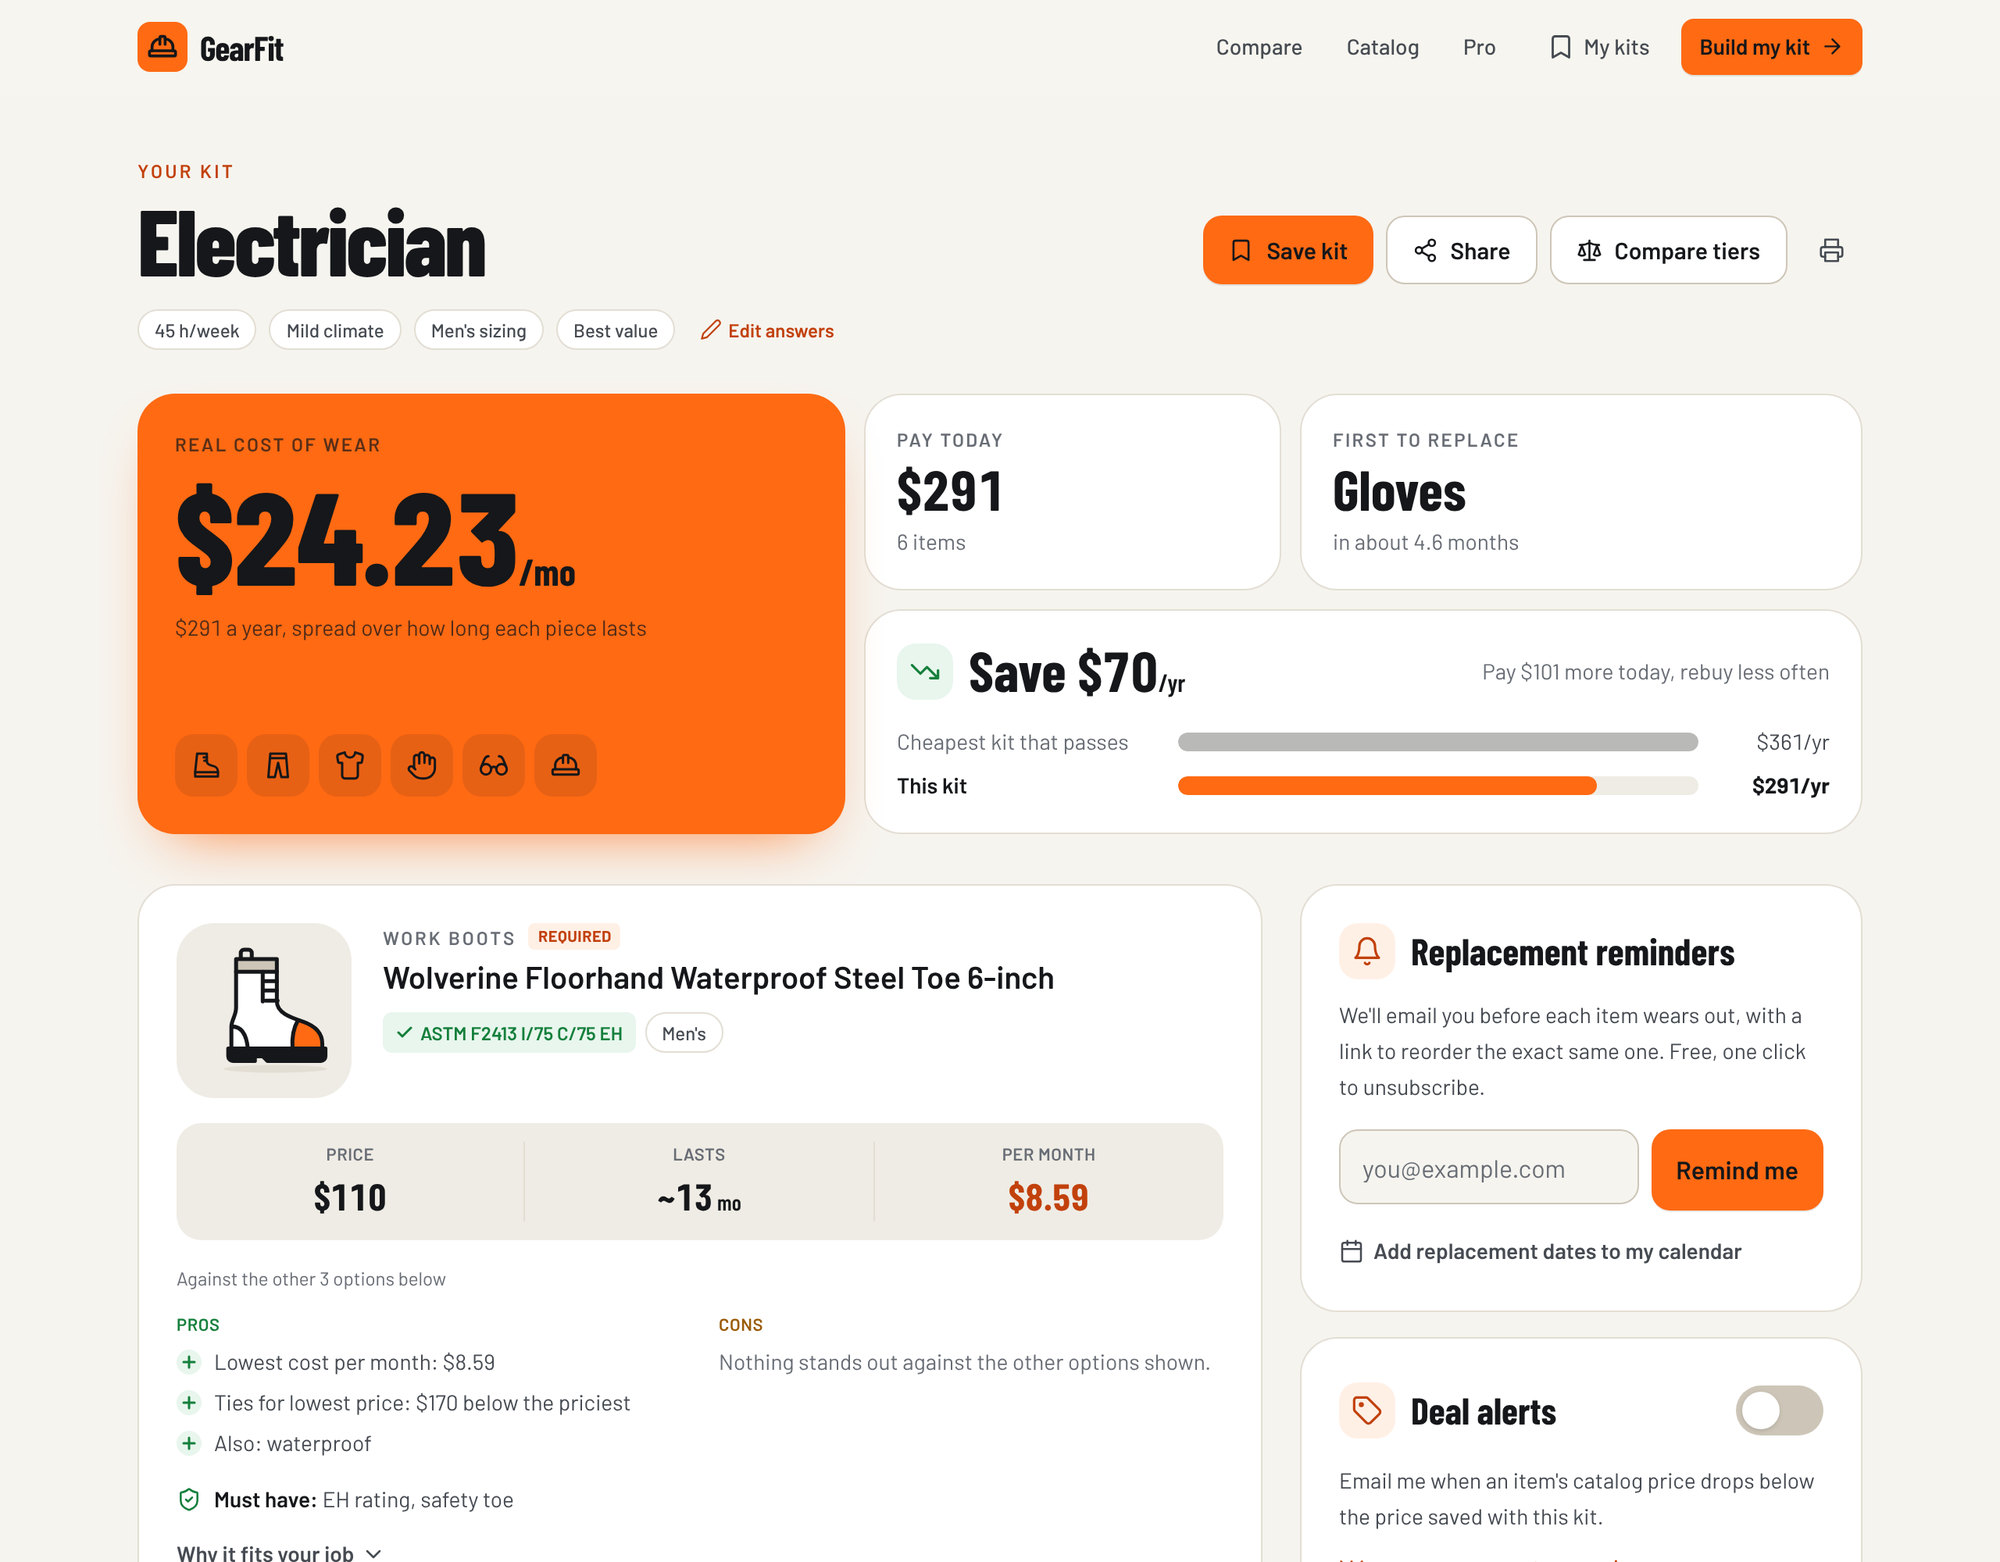 GearFit
Compare
Catalog
Pro
My kits
Build my kit
YOUR KIT
Electrician
Save kit
Share
Compare tiers
45 h/week
Mild climate
Men's sizing
Best value
Edit answers
REAL COST OF WEAR
$24.23/mo
$291 a year, spread over how long each piece lasts
PAY TODAY
$291
6 items
FIRST TO REPLACE
Gloves
in about 4.6 months
Save $70/yr
Pay $101 more today, rebuy less often
Cheapest kit that passes
$361/yr
This kit
$291/yr
WORK BOOTS
REQUIRED
Wolverine Floorhand Waterproof Steel Toe 6-inch
ASTM F2413 I/75 C/75 EH
Men's
PRICE
$110
LASTS
~13 mo
PER MONTH
$8.59
Against the other 3 options below
PROS
Lowest cost per month: $8.59
Ties for lowest price: $170 below the priciest
Also: waterproof
CONS
Nothing stands out against the other options shown.
Must have: EH rating, safety toe
Why it fits your job
Replacement reminders
We'll email you before each item wears out, with a
link to reorder the exact same one. Free, one click
to unsubscribe.
you@example.com
Remind me
Add replacement dates to my calendar
Deal alerts
Email me when an item's catalog price drops below
the price saved with this kit.